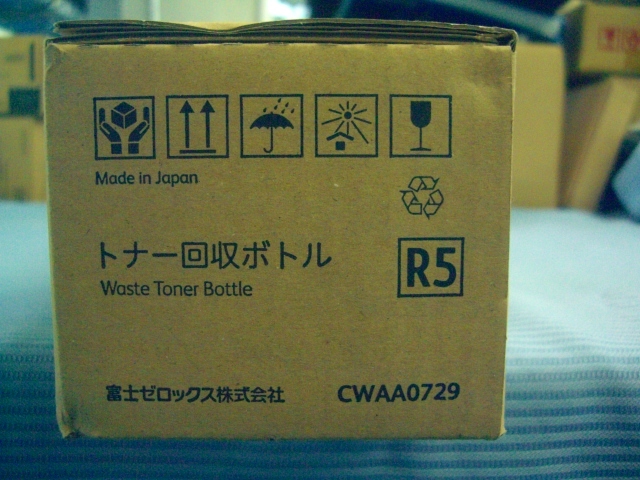 Made in Japan
トナー回収ボトル
R5
Waste Toner Bottle
富士ゼロックス株式会社
CWAA0729